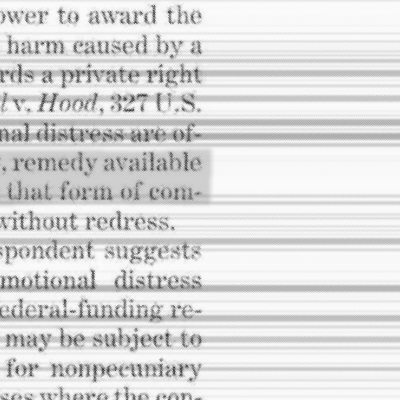 ower to award the
harm caused by a
rds a private right
l v. Hood, 327 U.S.
nal distress are of-
, remedy available
that form of com-
without redress.
spondent suggests
motional distress
ederal-funding re-
may be subject to
for nonpecuniary
ses where the con-